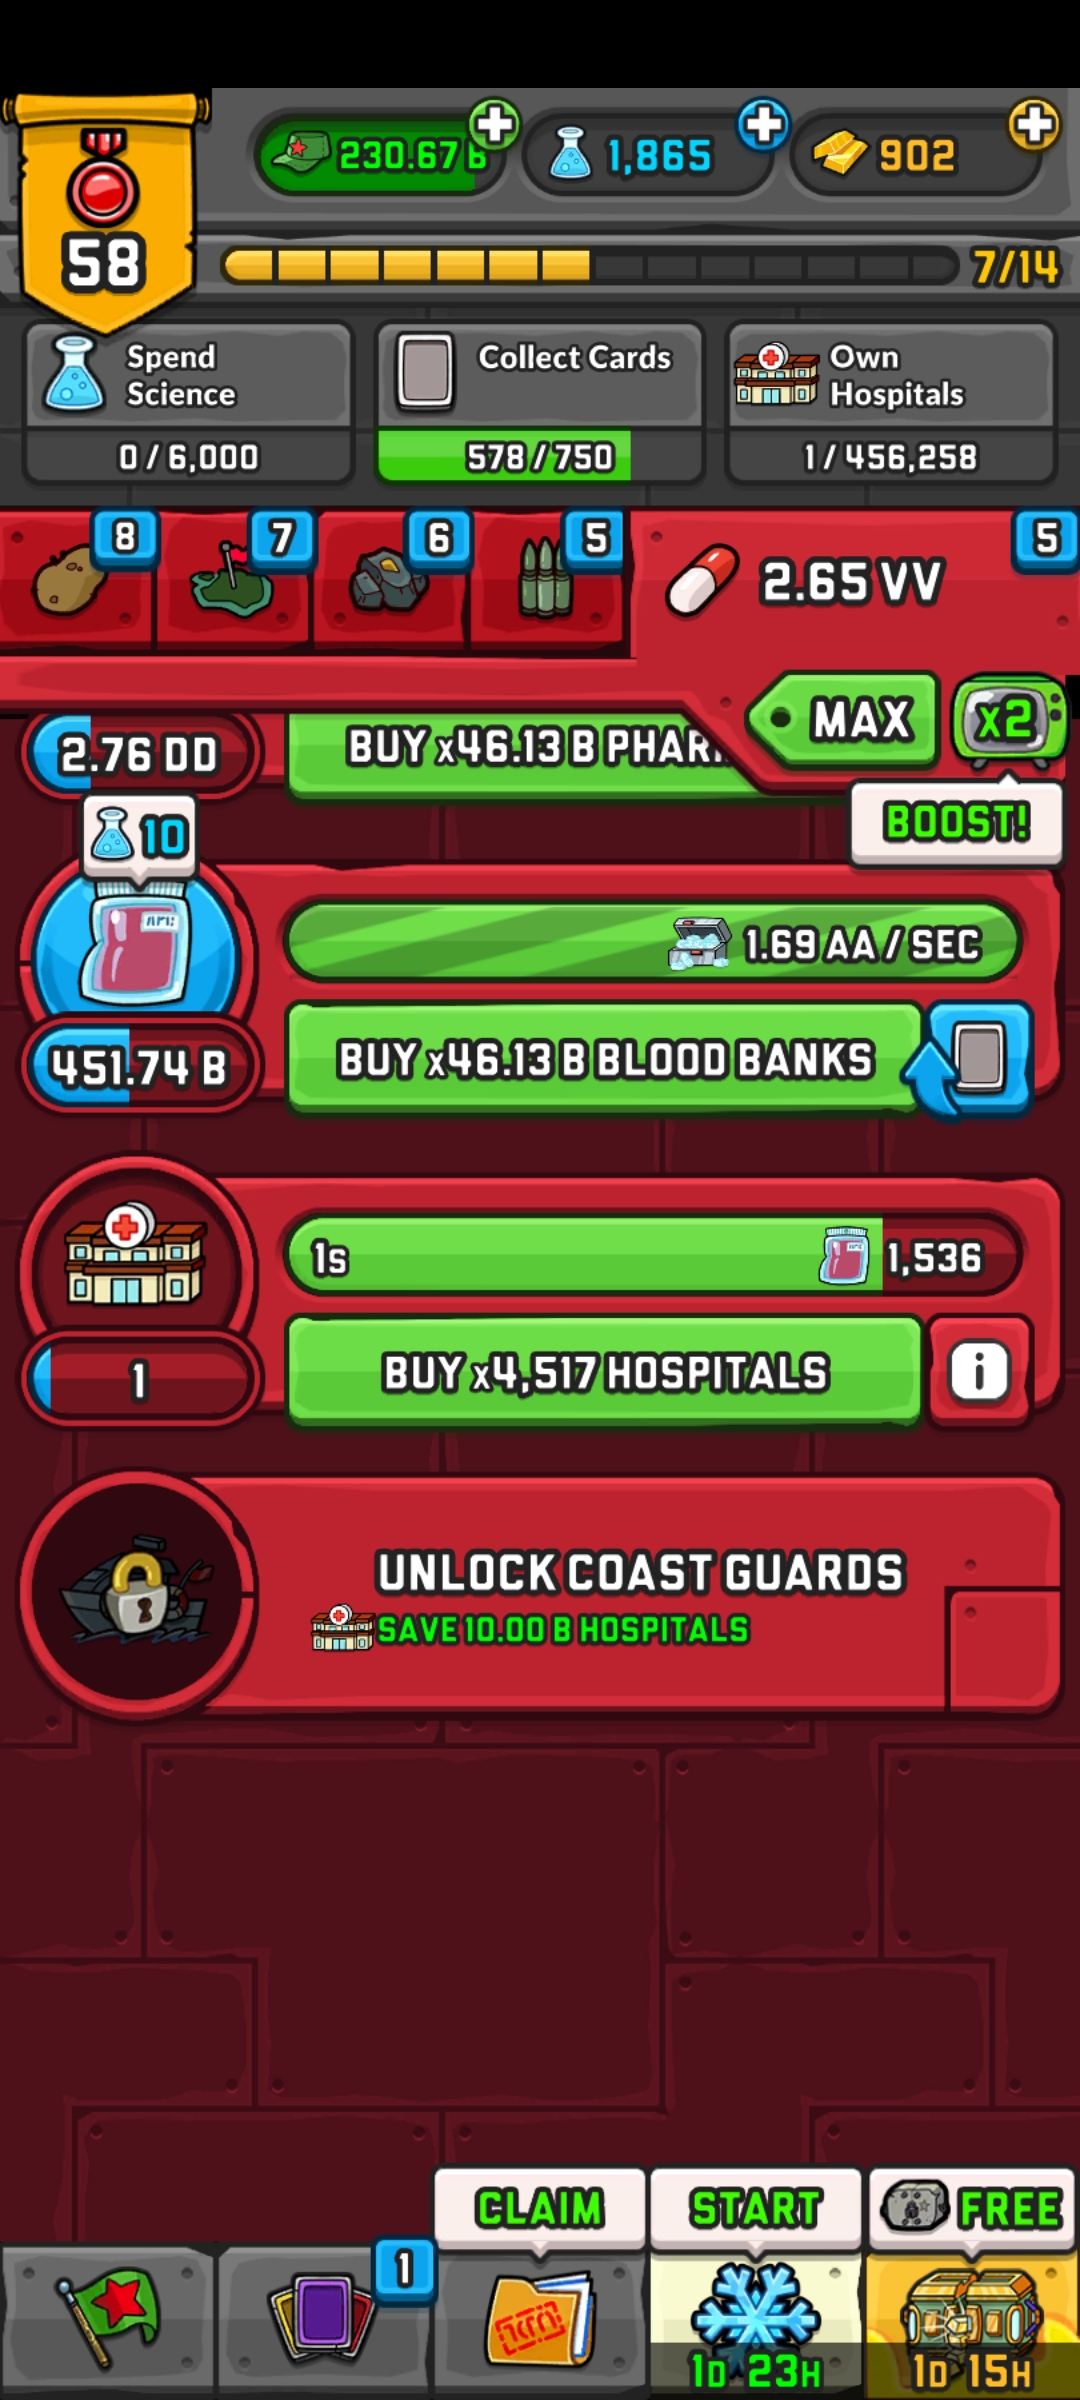 230.67 B
1,865
902
58
7/14
Spend
Science
0 / 6,000
Collect Cards
578 / 750
Own
Hospitals
1 / 456,258
8
7
6
5
2.65 VV
5
MAX
x2
2.76 DD
BUY x46.13 B
BOOST!
10
1.69 AA / SEC
451.74 B
BUY x46.13 B BLOOD BANKS
1s
1,536
1
BUY x4,517 HOSPITALS
i
UNLOCK COAST GUARDS
SAVE 10.00 B HOSPITALS
CLAIM
START
FREE
1
1D 23H
1D 15H